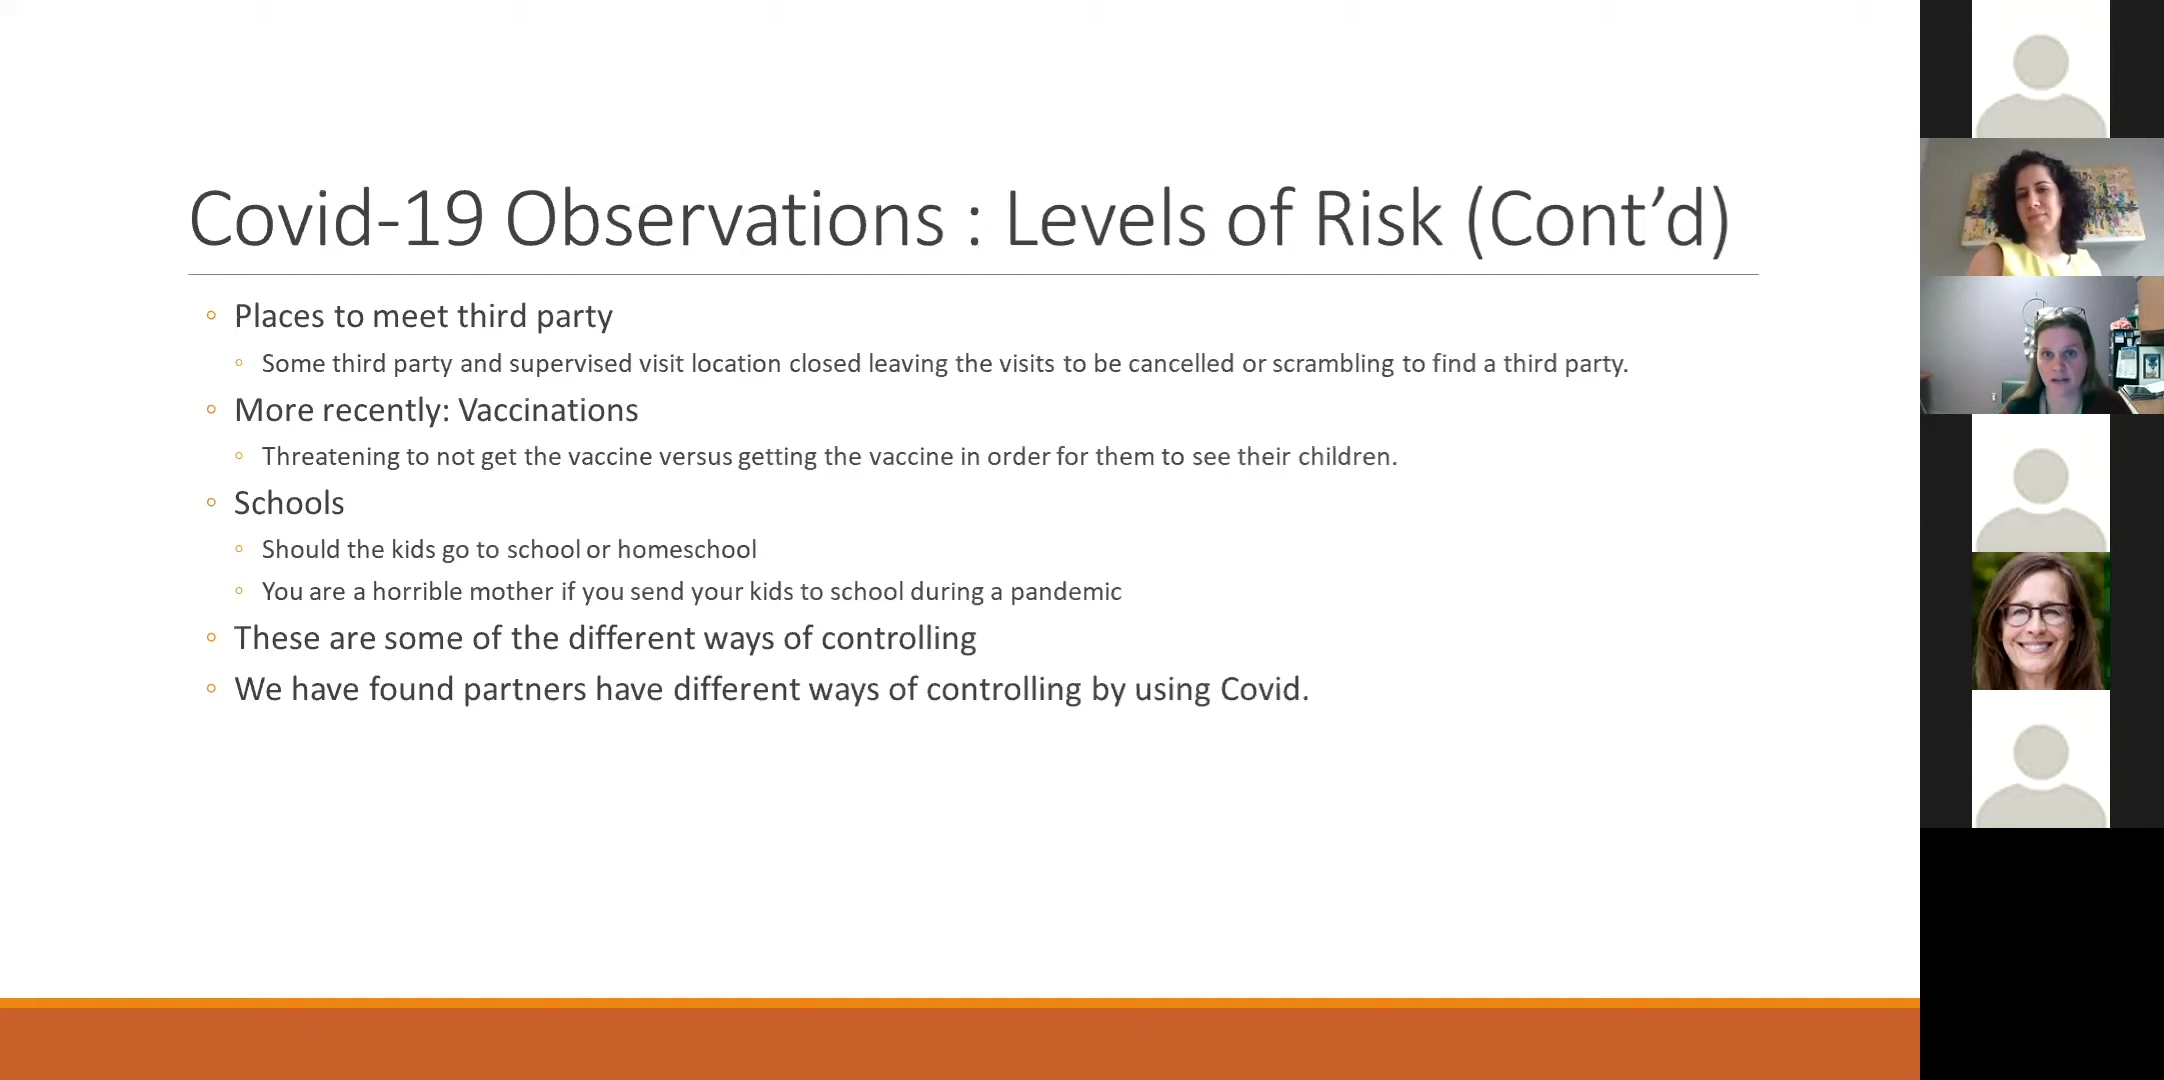 Covid-19 Observations : Levels of Risk (Cont’d)
Places to meet third party
Some third party and supervised visit location closed leaving the visits to be cancelled or scrambling to find a third party.
More recently: Vaccinations
Threatening to not get the vaccine versus getting the vaccine in order for them to see their children.
Schools
Should the kids go to school or homeschool
You are a horrible mother if you send your kids to school during a pandemic
These are some of the different ways of controlling
We have found partners have different ways of controlling by using Covid.